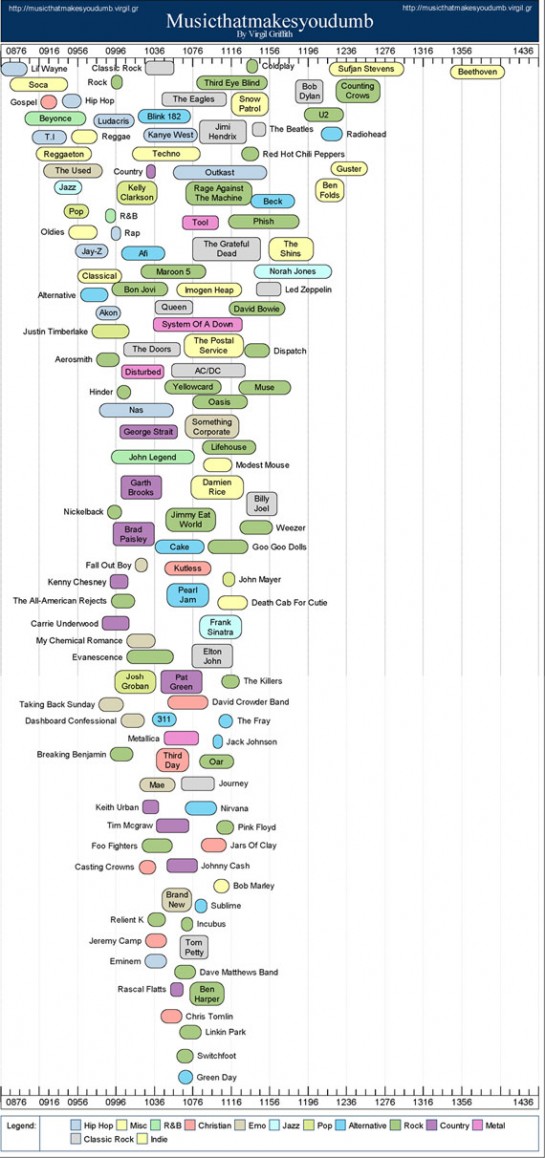 http://musicthatmakesyoudumb.virgil.gr
http://musicthatmakesyoudumb.virgil.gr
Musicthatmakesyoudumb
By Virgil Griffith
0876 0916 0956 0996 1036 1076 1116 1156 1196 1236 1276 1316 1356 1396 1436
Lil Wayne
Classic Rock
Coldplay
Sufjan Stevens
Beethoven
Soca
Rock
Third Eye Blind
Bob Dylan
Counting Crows
Gospel
Hip Hop
The Eagles
Snow Patrol
Beyonce
Ludacris
Blink 182
U2
T.I
Reggae
Kanye West
Jimi Hendrix
The Beatles
Radiohead
Reggaeton
Techno
Red Hot Chili Peppers
The Used
Country
Outkast
Guster
Jazz
Kelly Clarkson
Rage Against The Machine
Beck
Ben Folds
Pop
R&B
Tool
Phish
Oldies
Rap
Jay-Z
Afi
The Grateful Dead
The Shins
Classical
Maroon 5
Norah Jones
Alternative
Bon Jovi
Imogen Heap
Led Zeppelin
Akon
Queen
David Bowie
Justin Timberlake
System Of A Down
The Doors
The Postal Service
Dispatch
Aerosmith
Disturbed
AC/DC
Hinder
Yellowcard
Muse
Oasis
Nas
George Strait
Something Corporate
Lifehouse
John Legend
Modest Mouse
Garth Brooks
Damien Rice
Billy Joel
Nickelback
Jimmy Eat World
Weezer
Brad Paisley
Cake
Goo Goo Dolls
Fall Out Boy
Kutless
Kenny Chesney
John Mayer
The All-American Rejects
Pearl Jam
Death Cab For Cutie
Carrie Underwood
Frank Sinatra
My Chemical Romance
Evanescence
Elton John
Josh Groban
Pat Green
The Killers
Taking Back Sunday
David Crowder Band
Dashboard Confessional
311
The Fray
Metallica
Jack Johnson
Breaking Benjamin
Third Day
Oar
Mae
Journey
Keith Urban
Nirvana
Tim Mcgraw
Pink Floyd
Foo Fighters
Jars Of Clay
Casting Crowns
Johnny Cash
Bob Marley
Brand New
Sublime
Relient K
Incubus
Jeremy Camp
Tom Petty
Eminem
Dave Matthews Band
Rascal Flatts
Ben Harper
Chris Tomlin
Linkin Park
Switchfoot
Green Day
0876 0916 0956 0996 1036 1076 1116 1156 1196 1236 1276 1316 1356 1396 1436
Legend: Hip Hop Misc R&B Christian Emo Jazz Pop Alternative Rock Country Metal
Classic Rock Indie